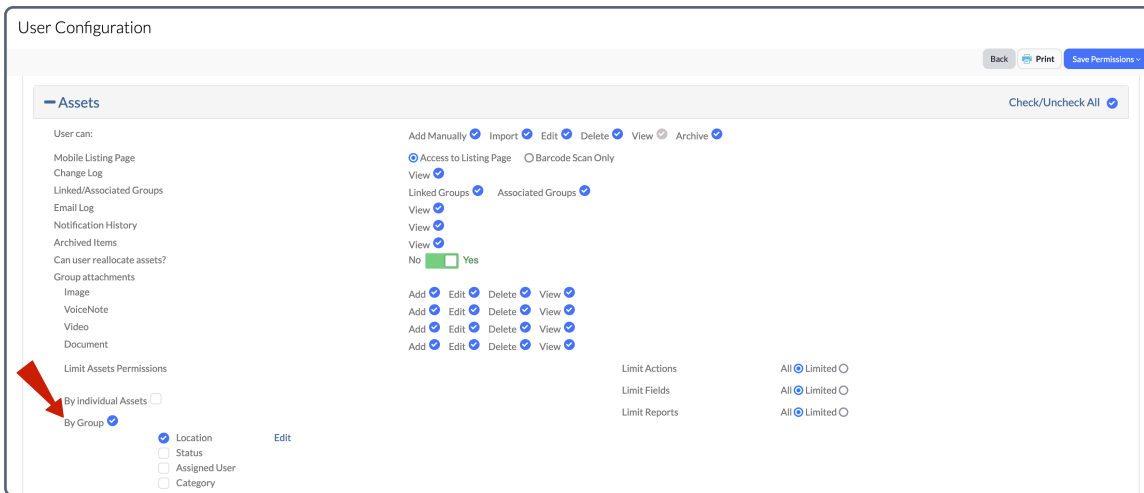 User Configuration
Back Print Save Permissions
Assets Check/Uncheck All
User can: Add Manually Import Edit Delete View Archive
Mobile Listing Page Access to Listing Page Barcode Scan Only
Change Log View
Linked/Associated Groups Linked Groups Associated Groups
Email Log View
Notification History View
Archived Items View
Can user reallocate assets? No Yes
Group attachments
Image Add Edit Delete View
VoiceNote Add Edit Delete View
Video Add Edit Delete View
Document Add Edit Delete View
Limit Assets Permissions Limit Actions All Limited
By individual Assets Limit Fields All Limited
By Group Limit Reports All Limited
Location Edit
Status
Assigned User
Category